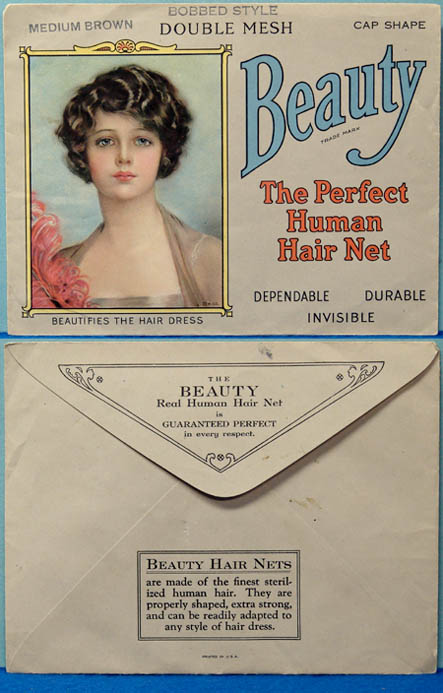 BOBBED STYLE
MEDIUM BROWN
DOUBLE MESH
CAP SHAPE
Beauty
TRADE MARK
The Perfect
Human
Hair Net
DEPENDABLE DURABLE
INVISIBLE
BEAUTIFIES THE HAIR DRESS
THE
BEAUTY
Real Human Hair Net
is
GUARANTEED PERFECT
in every respect.
BEAUTY HAIR NETS
are made of the finest steril-
ized human hair. They are
properly shaped, extra strong,
and can be readily adapted to
any style of hair dress.
PRINTED IN U.S.A.